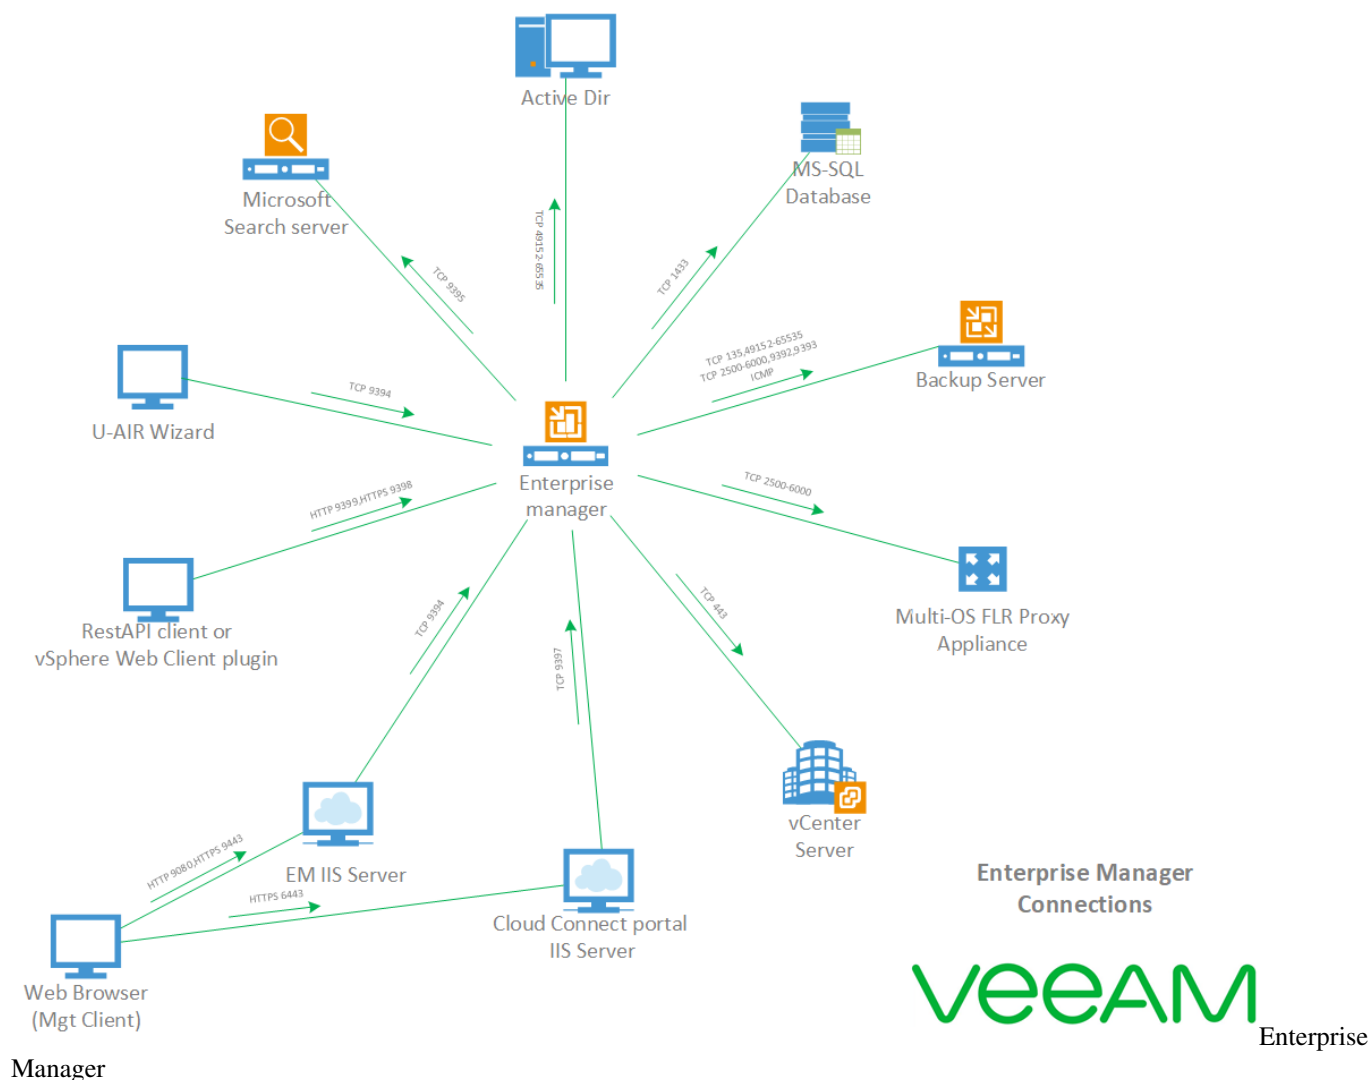 Active Dir
MS-SQL
Database
Microsoft
Search server
TCP 49152-65535
TCP 1433
TCP 9395
TCP 135,49152-65535
TCP 2500-6000,9392,9393
ICMP
Backup Server
TCP 9394
U-AIR Wizard
Enterprise
manager
TCP 2500-6000
HTTP 9399,HTTPS 9398
RestAPI client or
vSphere Web Client plugin
Multi-OS FLR Proxy
Appliance
TCP 9394
TCP 9397
TCP 443
vCenter
Server
EM IIS Server
HTTP 9080,HTTPS 9443
HTTPS 6443
Cloud Connect portal
IIS Server
Web Browser
(Mgt Client)
Enterprise Manager
Connections
veeAM
Enterprise
Manager